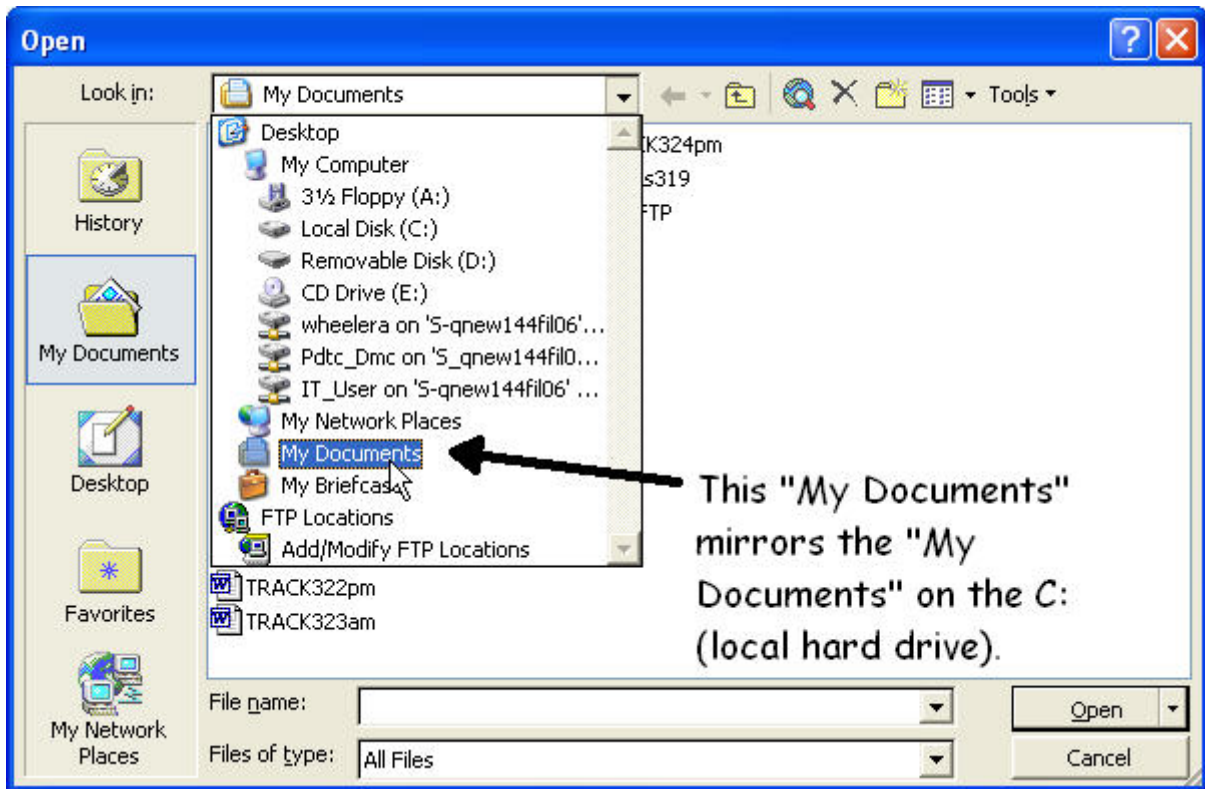 Open
Look in:
My Documents
Tools
Desktop
My Computer
3½ Floppy (A:)
Local Disk (C:)
Removable Disk (D:)
CD Drive (E:)
wheelera on 'S-qnew144fil06'...
Pdtc_Dmc on 'S_qnew144fil0...
IT_User on 'S-qnew144fil06' ...
My Network Places
My Documents
My Briefcase
FTP Locations
Add/Modify FTP Locations
K324pm
s319
FTP
TRACK322pm
TRACK323am
History
My Documents
Desktop
Favorites
My Network
Places
This "My Documents"
mirrors the "My
Documents" on the C:
(local hard drive).
File name:
Open
Files of type:
All Files
Cancel